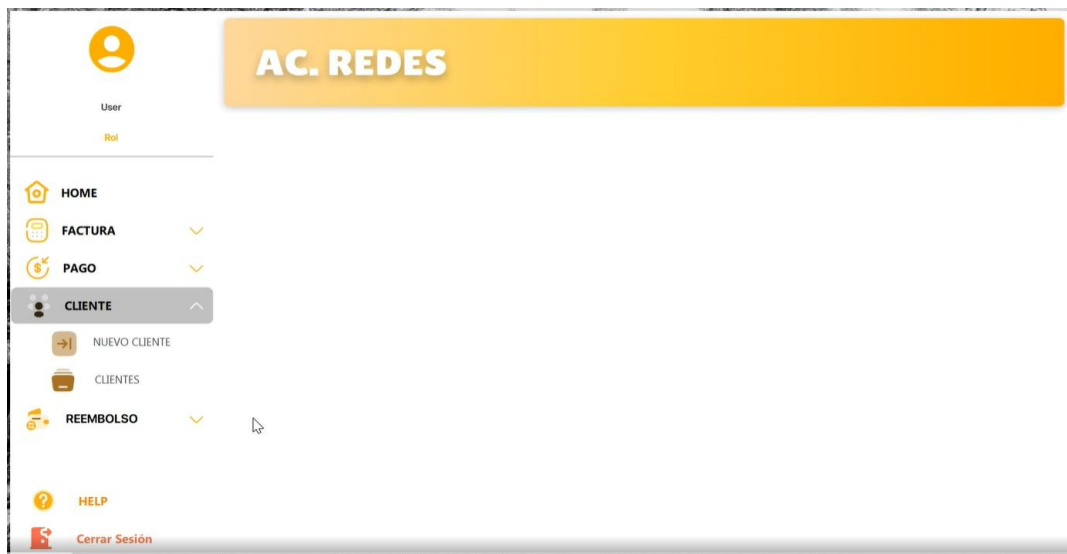 AC. REDES
User
Rol
HOME
FACTURA
PAGO
CLIENTE
NUEVO CLIENTE
CLIENTES
REEMBOLSO
HELP
Cerrar Sesión